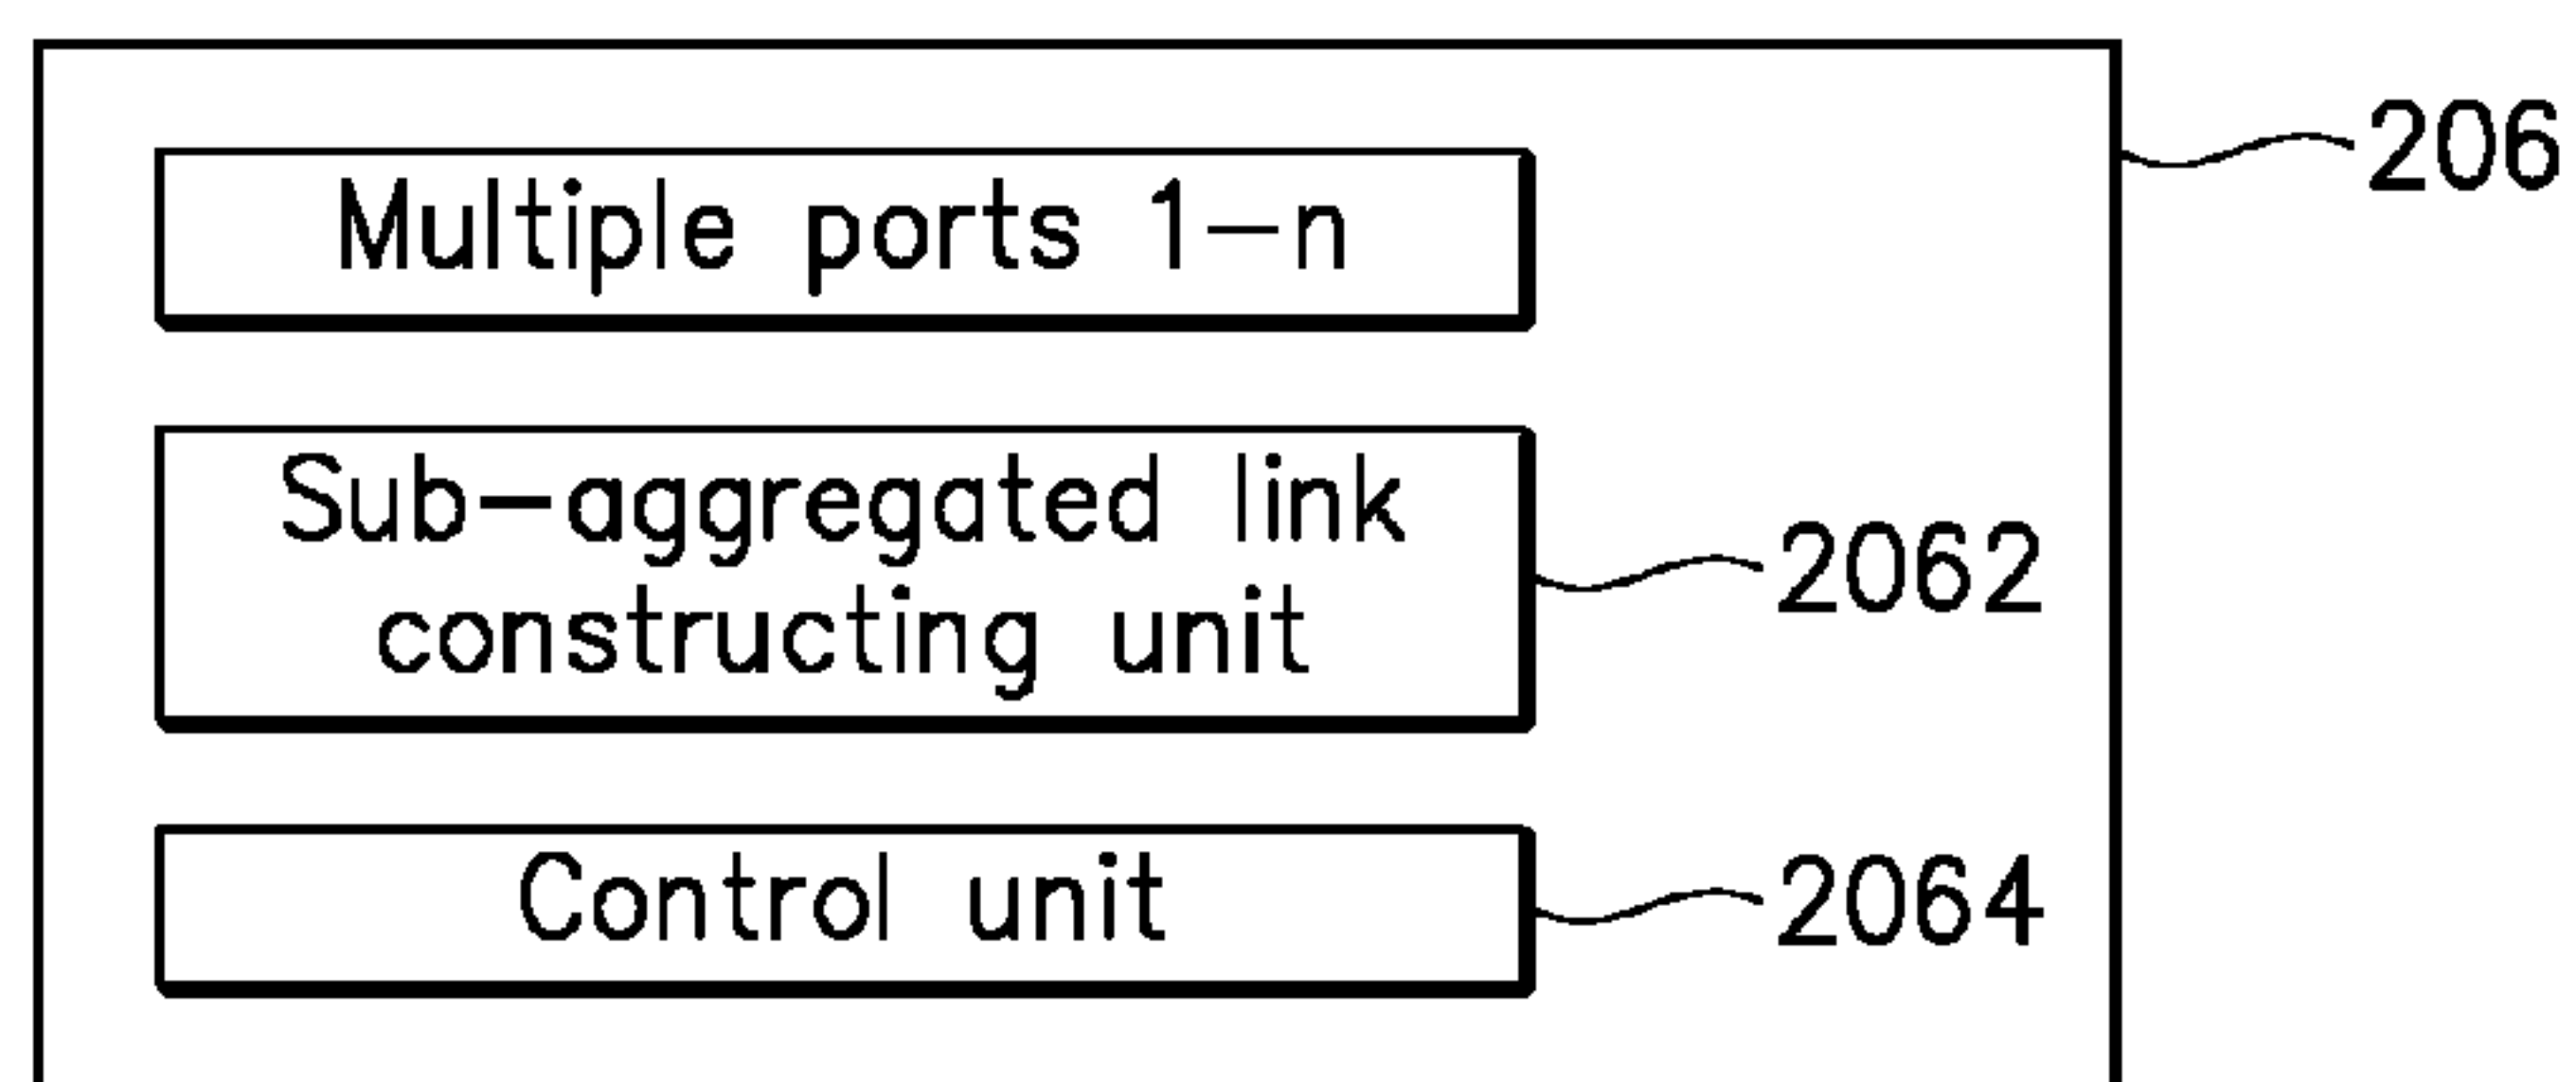 Multiple ports 1-n
206
Sub-aggregated link
constructing unit
2062
Control unit
2064